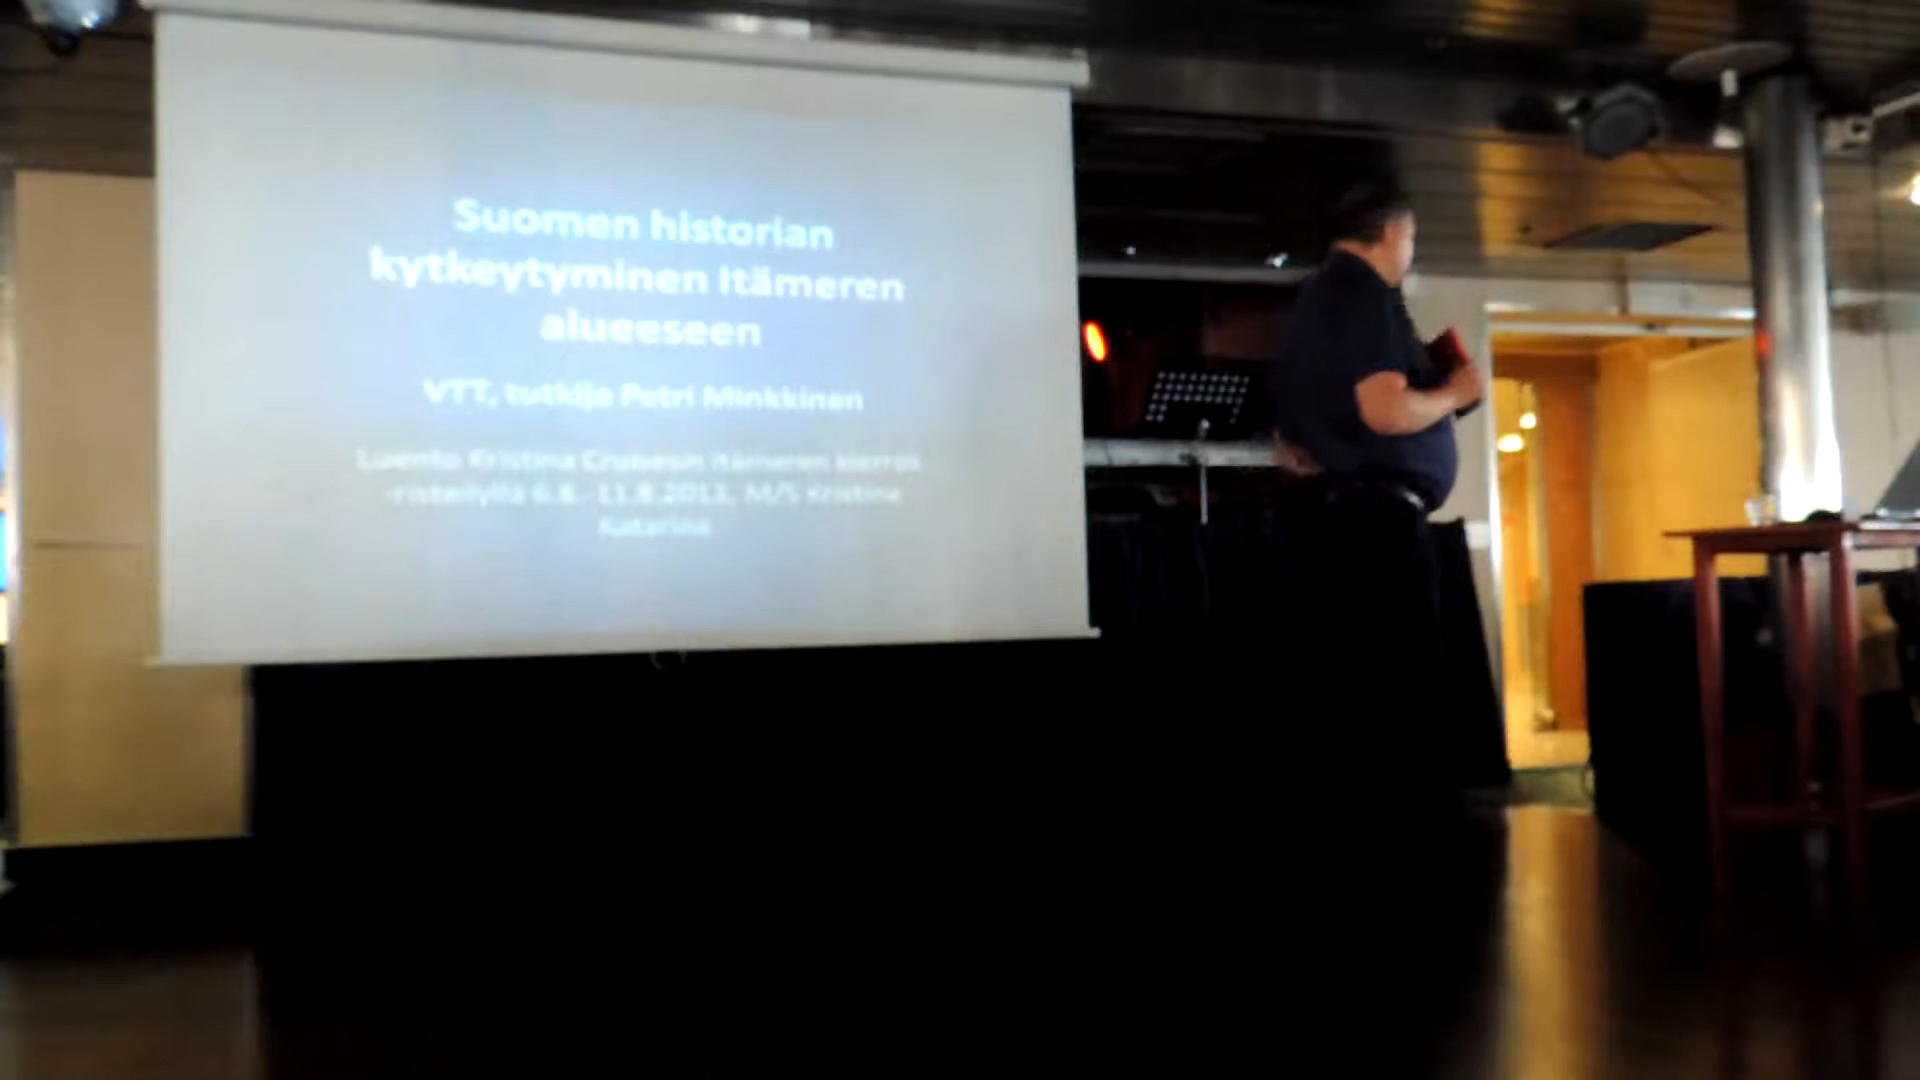 Suomen historian
kytkeytyminen Itämeren
alueeseen
VTT, tutkija Petri Minkkinen
Luento Kristina Cruisesin Itämeren kierros
-risteilyllä 6.8.-11.8.2013, M/S Kristina
Katarina